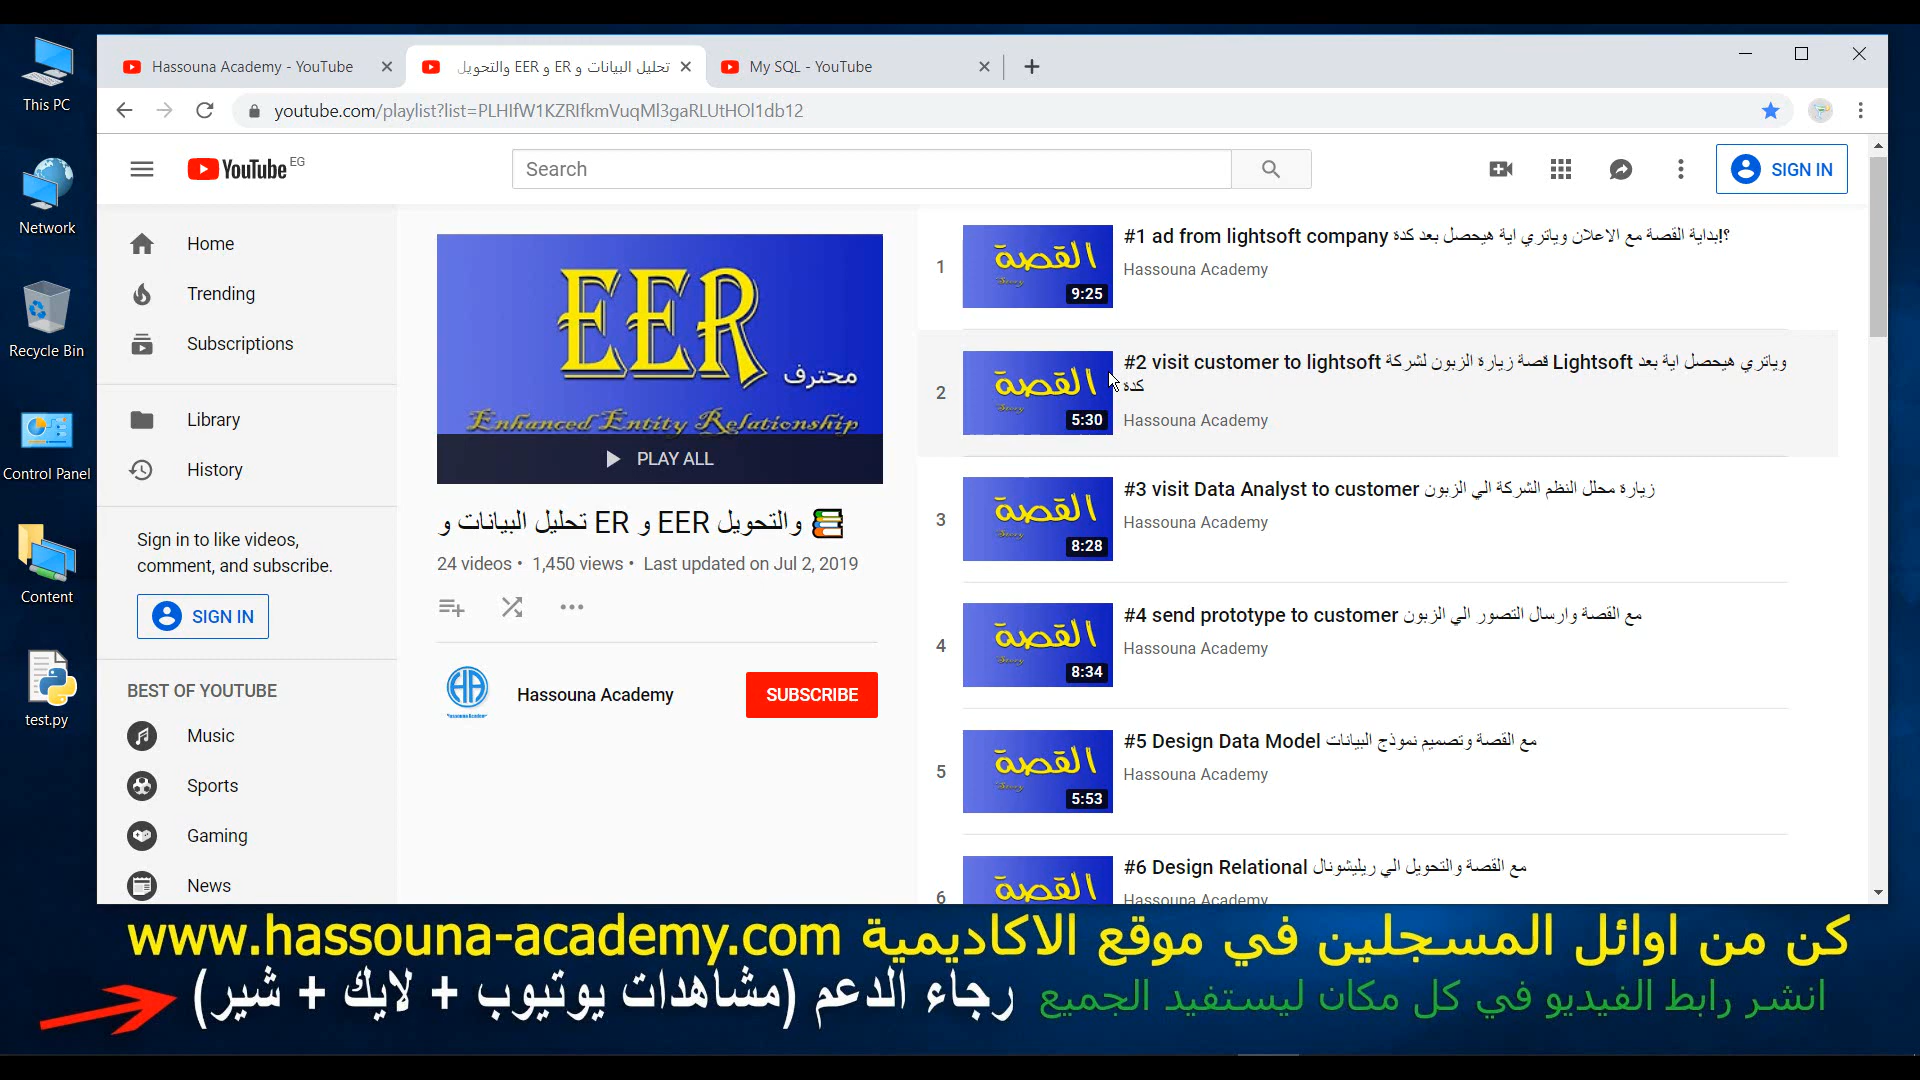 This PC
Network
Recycle Bin
Control Panel
Content
test.py
Hassouna Academy - YouTube
تحليل البيانات و ER و EER والتحويل
My SQL - YouTube
youtube.com/playlist?list=PLHIfW1KZRIfkmVuqMl3gaRLUtHOl1db12
YouTube EG
Search
SIGN IN
Home
Trending
Subscriptions
Library
History
Sign in to like videos,
comment, and subscribe.
SIGN IN
BEST OF YOUTUBE
Music
Sports
Gaming
News
EER
محترف
Enhanced Entity Relationship
PLAY ALL
تحليل البيانات و ER و EER والتحويل 📚
24 videos • 1,450 views • Last updated on Jul 2, 2019
HA
Hassouna Academy
SUBSCRIBE
1
القصة
Story
9:25
#1 ad from lightsoft company بداية القصة مع الاعلان وياتري اية هيحصل بعد كدة!؟
Hassouna Academy
2
القصة
Story
5:30
#2 visit customer to lightsoft قصة زيارة الزبون لشركة Lightsoft وياتري هيحصل اية بعد
كدة
Hassouna Academy
3
القصة
Story
8:28
#3 visit Data Analyst to customer زيارة محلل النظم الشركة الي الزبون
Hassouna Academy
4
القصة
Story
8:34
#4 send prototype to customer مع القصة وارسال التصور الي الزبون
Hassouna Academy
5
القصة
Story
5:53
#5 Design Data Model مع القصة وتصميم نموذج البيانات
Hassouna Academy
6
القصة
#6 Design Relational مع القصة والتحويل الي ريليشونال
Hassouna Academy
كن من اوائل المسجلين في موقع الاكاديمية www.hassouna-academy.com
انشر رابط الفيديو في كل مكان ليستفيد الجميع رجاء الدعم (مشاهدات يوتيوب + لايك + شير)